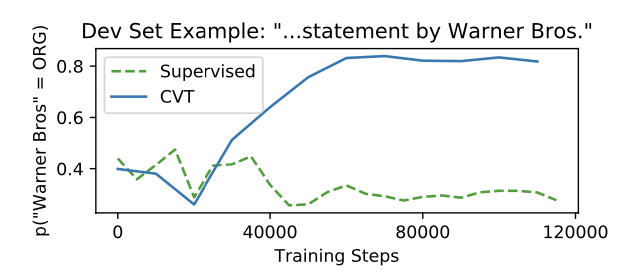 Dev Set Example: "...statement by Warner Bros."
p("Warner Bros" = ORG)
0.8
0.6
0.4
Supervised
CVT
0 40000 80000 120000
Training Steps